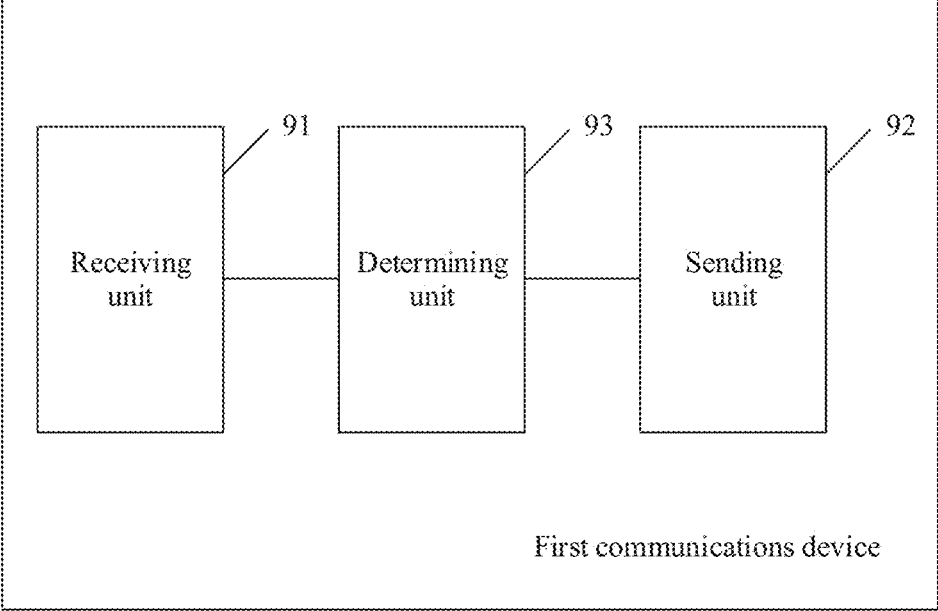 91
93
92
Receiving
unit
Determining
unit
Sending
unit
First communications device